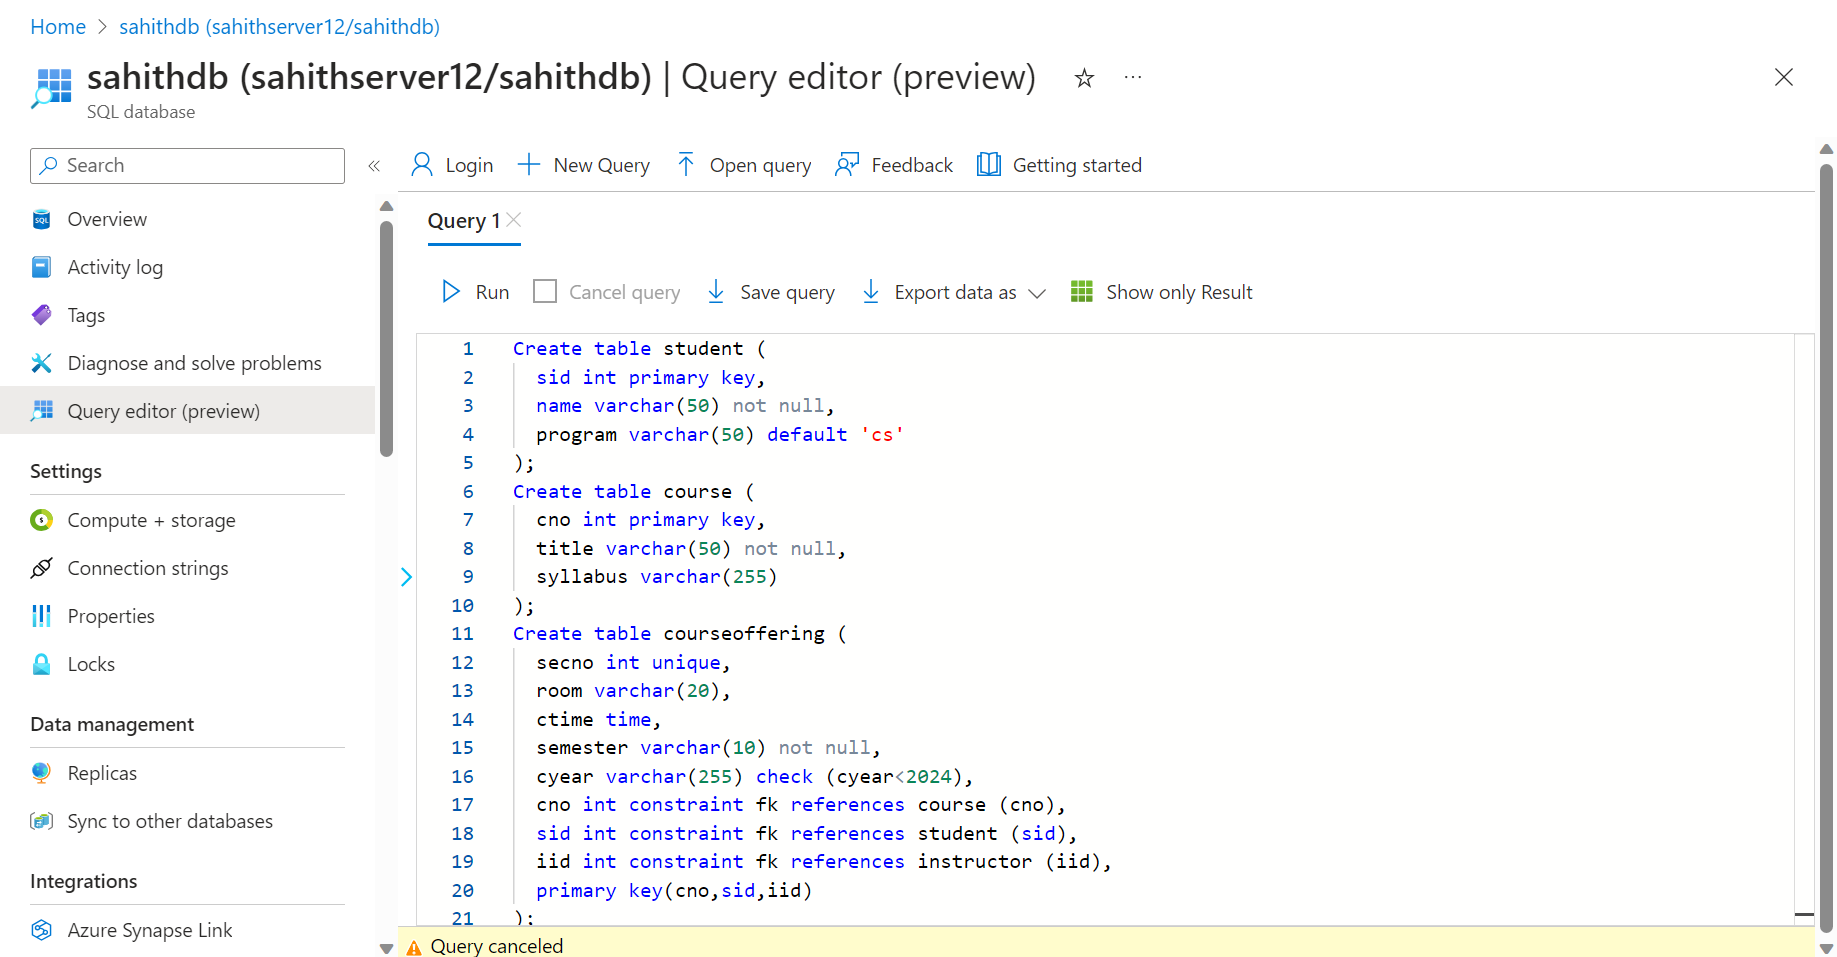 Home > sahithdb (sahithserver12/sahithdb)
sahithdb (sahithserver12/sahithdb) | Query editor (preview)
SQL database
Search
Overview
Activity log
Tags
Diagnose and solve problems
Query editor (preview)
Settings
Compute + storage
Connection strings
Properties
Locks
Data management
Replicas
Sync to other databases
Integrations
Azure Synapse Link
Login
New Query
Open query
Feedback
Getting started
Query 1
Run
Cancel query
Save query
Export data as
Show only Result
1 Create table student (
2 sid int primary key,
3 name varchar(50) not null,
4 program varchar(50) default 'cs'
5 );
6 Create table course (
7 cno int primary key,
8 title varchar(50) not null,
9 syllabus varchar(255)
10 );
11 Create table courseoffering (
12 secno int unique,
13 room varchar(20),
14 ctime time,
15 semester varchar(10) not null,
16 cyear varchar(255) check (cyear<2024),
17 cno int constraint fk references course (cno),
18 sid int constraint fk references student (sid),
19 iid int constraint fk references instructor (iid),
20 primary key(cno,sid,iid)
21 );
Query canceled